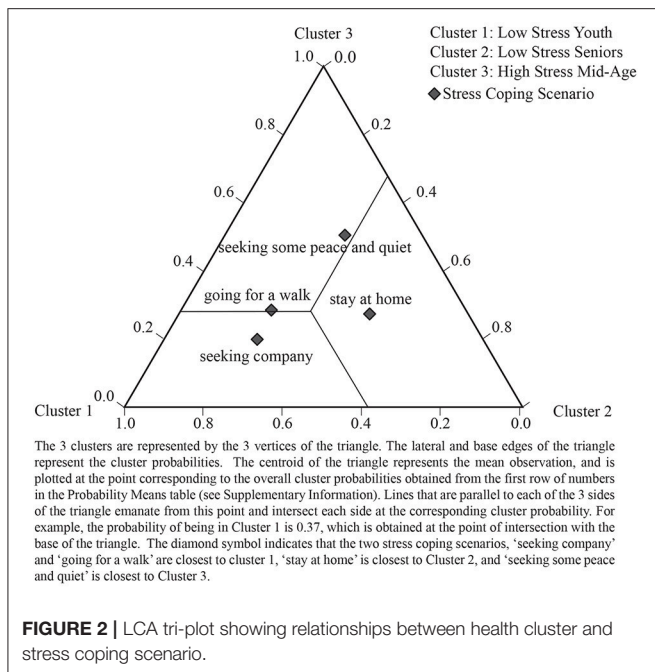 Cluster 3
1.0 0.0
Cluster 1: Low Stress Youth
Cluster 2: Low Stress Seniors
Cluster 3: High Stress Mid-Age
Stress Coping Scenario
0.8
0.2
0.6
0.4
seeking some peace and quiet
0.4
0.6
going for a walk
stay at home
0.2
0.8
seeking company
0.0
Cluster 1
Cluster 2
1.0 0.8 0.6 0.4 0.2 0.0
The 3 clusters are represented by the 3 vertices of the triangle. The lateral and base edges of the triangle
represent the cluster probabilities. The centroid of the triangle represents the mean observation, and is
plotted at the point corresponding to the overall cluster probabilities obtained from the first row of numbers
in the Probability Means table (see Supplementary Information). Lines that are parallel to each of the 3 sides
of the triangle emanate from this point and intersect each side at the corresponding cluster probability. For
example, the probability of being in Cluster 1 is 0.37, which is obtained at the point of intersection with the
base of the triangle. The diamond symbol indicates that the two stress coping scenarios, 'seeking company'
and 'going for a walk' are closest to cluster 1, 'stay at home' is closest to Cluster 2, and 'seeking some peace
and quiet' is closest to Cluster 3.
FIGURE 2 | LCA tri-plot showing relationships between health cluster and
stress coping scenario.